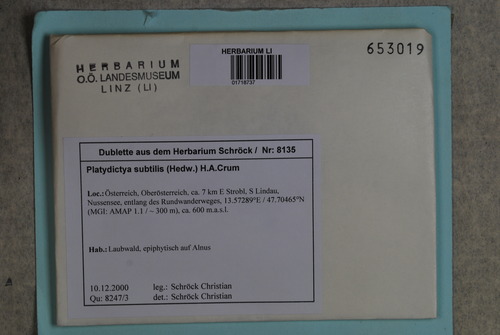 HERBARIUM
O.Ö. LANDESMUSEUM
LINZ (LI)
HERBARIUM LI
01718737
653019
Dublette aus dem Herbarium Schröck / Nr: 8135
Platydictya subtilis (Hedw.) H.A.Crum
Loc.: Österreich, Oberösterreich, ca. 7 km E Strobl, S Lindau,
Nussensee, entlang des Rundwanderweges, 13.57289°E / 47.70465°N
(MGI: AMAP 1.1 / ~ 300 m), ca. 600 m.a.s.l.
Hab.: Laubwald, epiphytisch auf Alnus
10.12.2000 leg.: Schröck Christian
Qu: 8247/3 det.: Schröck Christian